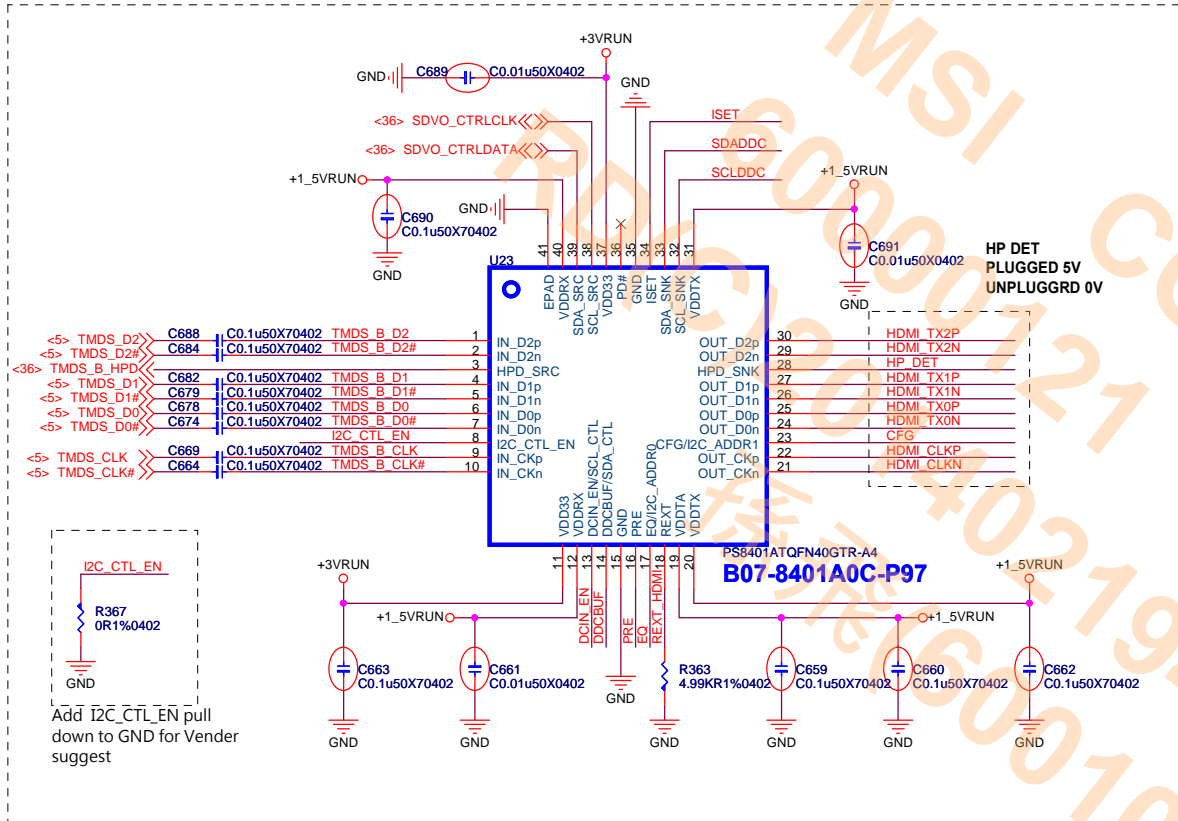 +3VRUN
GND C689 C0.01u50X0402
GND
<36> SDVO_CTRLCLK
ISET
<36> SDVO_CTRLDATA
SDADDC
+1_5VRUN
SCLDDC
+1_5VRUN
GND
C690
C0.1u50X70402
GND
C691
C0.01u50X0402
GND
HP DET
PLUGGED 5V
UNPLUGGRD 0V
41 40 39 38 37 36 35 34 33 32 31
U23
EPAD VDDRX SDA_SRC SCL_SRC VDD33 PD# GND ISET SDA_SNK SCL_SNK VDDTX
<5> TMDS_D2 C688 C0.1u50X70402 TMDS_B_D2 1 IN_D2p OUT_D2p 30 HDMI_TX2P
<5> TMDS_D2# C684 C0.1u50X70402 TMDS_B_D2# 2 IN_D2n OUT_D2n 29 HDMI_TX2N
<36> TMDS_B_HPD 3 HPD_SRC HPD_SNK 28 HP_DET
<5> TMDS_D1 C682 C0.1u50X70402 TMDS_B_D1 4 IN_D1p OUT_D1p 27 HDMI_TX1P
<5> TMDS_D1# C679 C0.1u50X70402 TMDS_B_D1# 5 IN_D1n OUT_D1n 26 HDMI_TX1N
<5> TMDS_D0 C678 C0.1u50X70402 TMDS_B_D0 6 IN_D0p OUT_D0p 25 HDMI_TX0P
<5> TMDS_D0# C674 C0.1u50X70402 TMDS_B_D0# 7 IN_D0n OUT_D0n 24 HDMI_TX0N
I2C_CTL_EN 8 I2C_CTL_EN CFG/I2C_ADDR1 23 CFG
<5> TMDS_CLK C669 C0.1u50X70402 TMDS_B_CLK 9 IN_CKp OUT_CKp 22 HDMI_CLKP
<5> TMDS_CLK# C664 C0.1u50X70402 TMDS_B_CLK# 10 IN_CKn OUT_CKn 21 HDMI_CLKN
VDD33 VDDRX DCIN_EN/SCL_CTL DDCBUF/SDA_CTL GND PRE EQ/I2C_ADDR0 REXT VDDTA VDDTX
11 12 13 14 15 16 17 18 19 20
PS8401ATQFN40GTR-A4
B07-8401A0C-P97
I2C_CTL_EN
R367
0R1%0402
GND
Add I2C_CTL_EN pull
down to GND for Vender
suggest
+3VRUN
+1_5VRUN
DCIN_EN DDCBUF PRE EQ REXT_HDMI
+1_5VRUN
+1_5VRUN
C663
C0.1u50X70402
GND
C661
C0.01u50X0402
GND
GND
R363
4.99KR1%0402
GND
C659
C0.1u50X70402
GND
C660
C0.1u50X70402
GND
C662
C0.1u50X70402
GND
MSI